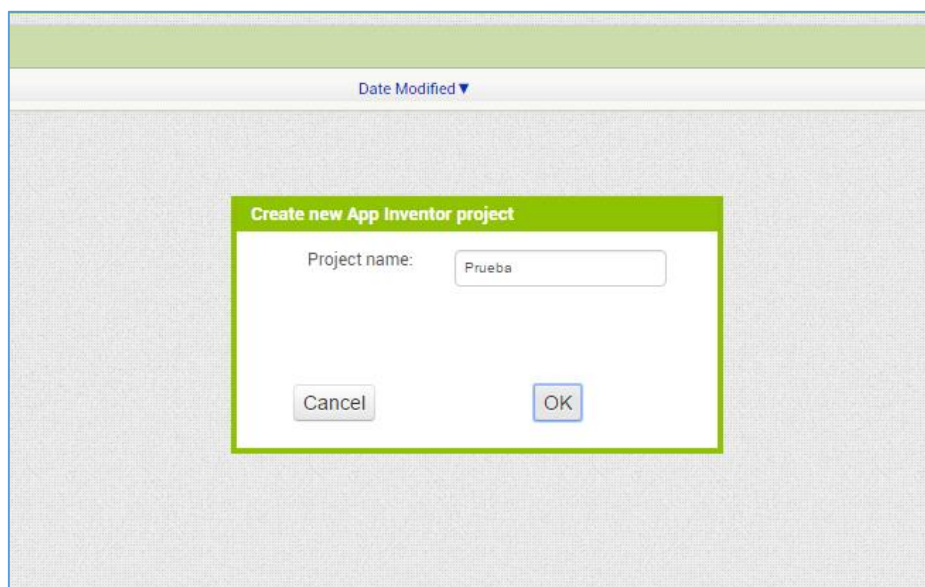 Date Modified▼
Create new App Inventor project
Project name:
Prueba
Cancel
OK